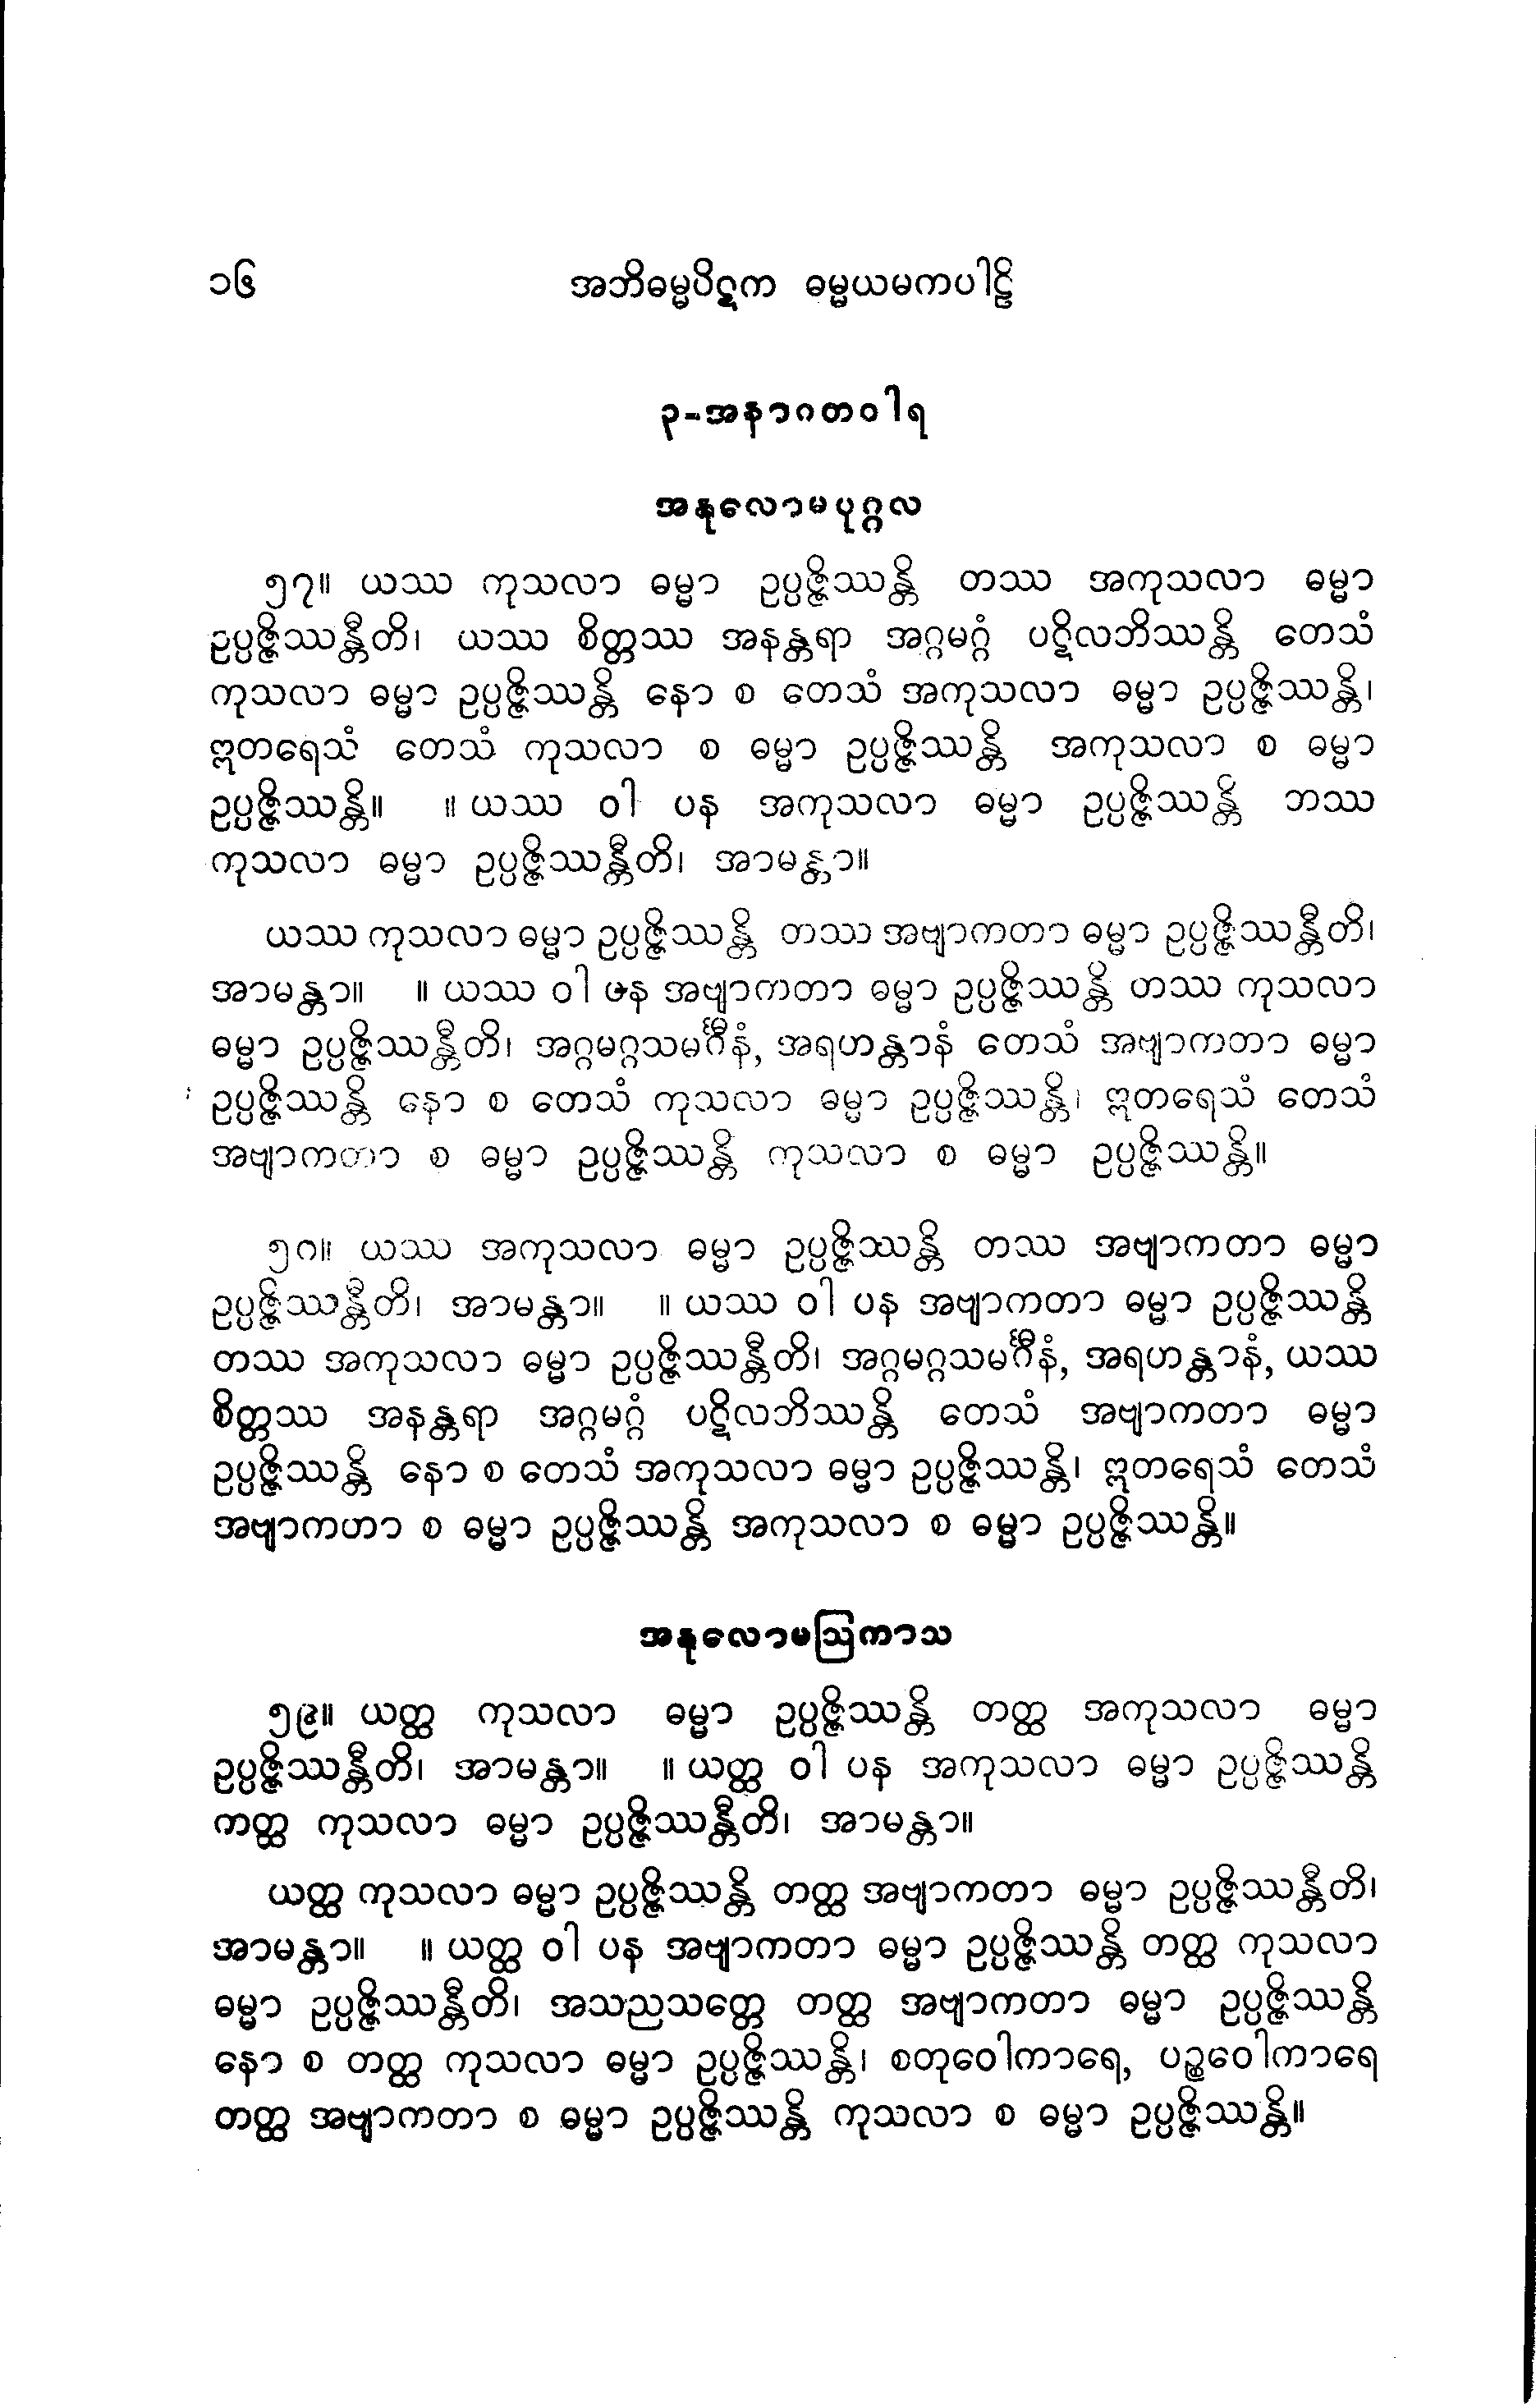 ၁၆ အဘိဓမ္မပိဋက ဓမ္မယမကပါဠိ
၃-အနာဂတဝါရ
အနုလောမပုဂ္ဂလ
၅၇။ ယဿ ကုသလာ ဓမ္မာ ဥပ္ပဇ္ဇိဿန္တိ တဿ အကုသလာ ဓမ္မာ
ဥပ္ပဇ္ဇိဿန္တီတိ၊ ယဿ စိတ္တဿ အနန္တရာ အဂ္ဂမဂ္ဂံ ပဋိလဘိဿန္တိ တေသံ
ကုသလာ ဓမ္မာ ဥပ္ပဇ္ဇိဿန္တိ နော စ တေသံ အကုသလာ ဓမ္မာ ဥပ္ပဇ္ဇိဿန္တိ၊
ဣတရေသံ တေသံ ကုသလာ စ ဓမ္မာ ဥပ္ပဇ္ဇိဿန္တိ အကုသလာ စ ဓမ္မာ
ဥပ္ပဇ္ဇိဿန္တိ။ ။ ယဿ ဝါ ပန အကုသလာ ဓမ္မာ ဥပ္ပဇ္ဇိဿန္တိ ဘဿ
ကုသလာ ဓမ္မာ ဥပ္ပဇ္ဇိဿန္တီတိ၊ အာမန္တာ။
ယဿ ကုသလာ ဓမ္မာ ဥပ္ပဇ္ဇိဿန္တိ တဿ အဗျာကတာ ဓမ္မာ ဥပ္ပဇ္ဇိဿန္တီတိ၊
အာမန္တာ။ ။ ယဿ ဝါ ပန အဗျာကတာ ဓမ္မာ ဥပ္ပဇ္ဇိဿန္တိ တဿ ကုသလာ
ဓမ္မာ ဥပ္ပဇ္ဇိဿန္တီတိ၊ အဂ္ဂမဂ္ဂသမင်္ဂီနံ, အရဟန္တာနံ တေသံ အဗျာကတာ ဓမ္မာ
ဥပ္ပဇ္ဇိဿန္တိ နော စ တေသံ ကုသလာ ဓမ္မာ ဥပ္ပဇ္ဇိဿန္တိ၊ ဣတရေသံ တေသံ
အဗျာကတာ စ ဓမ္မာ ဥပ္ပဇ္ဇိဿန္တိ ကုသလာ စ ဓမ္မာ ဥပ္ပဇ္ဇိဿန္တိ။
၅၈။ ယဿ အကုသလာ ဓမ္မာ ဥပ္ပဇ္ဇိဿန္တိ တဿ အဗျာကတာ ဓမ္မာ
ဥပ္ပဇ္ဇိဿန္တီတိ၊ အာမန္တာ။ ။ ယဿ ဝါ ပန အဗျာကတာ ဓမ္မာ ဥပ္ပဇ္ဇိဿန္တိ
တဿ အကုသလာ ဓမ္မာ ဥပ္ပဇ္ဇိဿန္တီတိ၊ အဂ္ဂမဂ္ဂသမင်္ဂီနံ, အရဟန္တာနံ, ယဿ
စိတ္တဿ အနန္တရာ အဂ္ဂမဂ္ဂံ ပဋိလဘိဿန္တိ တေသံ အဗျာကတာ ဓမ္မာ
ဥပ္ပဇ္ဇိဿန္တိ နော စ တေသံ အကုသလာ ဓမ္မာ ဥပ္ပဇ္ဇိဿန္တိ၊ ဣတရေသံ တေသံ
အဗျာကတာ စ ဓမ္မာ ဥပ္ပဇ္ဇိဿန္တိ အကုသလာ စ ဓမ္မာ ဥပ္ပဇ္ဇိဿန္တိ။
အနုလောမဩကာသ
၅၉။ ယတ္ထ ကုသလာ ဓမ္မာ ဥပ္ပဇ္ဇိဿန္တိ တတ္ထ အကုသလာ ဓမ္မာ
ဥပ္ပဇ္ဇိဿန္တီတိ၊ အာမန္တာ။ ။ ယတ္ထ ဝါ ပန အကုသလာ ဓမ္မာ ဥပ္ပဇ္ဇိဿန္တိ
ကတ္ထ ကုသလာ ဓမ္မာ ဥပ္ပဇ္ဇိဿန္တီတိ၊ အာမန္တာ။
ယတ္ထ ကုသလာ ဓမ္မာ ဥပ္ပဇ္ဇိဿန္တိ တတ္ထ အဗျာကတာ ဓမ္မာ ဥပ္ပဇ္ဇိဿန္တီတိ၊
အာမန္တာ။ ။ ယတ္ထ ဝါ ပန အဗျာကတာ ဓမ္မာ ဥပ္ပဇ္ဇိဿန္တိ တတ္ထ ကုသလာ
ဓမ္မာ ဥပ္ပဇ္ဇိဿန္တီတိ၊ အသညသတ္တေ တတ္ထ အဗျာကတာ ဓမ္မာ ဥပ္ပဇ္ဇိဿန္တိ
နော စ တတ္ထ ကုသလာ ဓမ္မာ ဥပ္ပဇ္ဇိဿန္တိ၊ စတုဝေါကာရေ, ပဉ္စဝေါကာရေ
တတ္ထ အဗျာကတာ စ ဓမ္မာ ဥပ္ပဇ္ဇိဿန္တိ ကုသလာ စ ဓမ္မာ ဥပ္ပဇ္ဇိဿန္တိ။